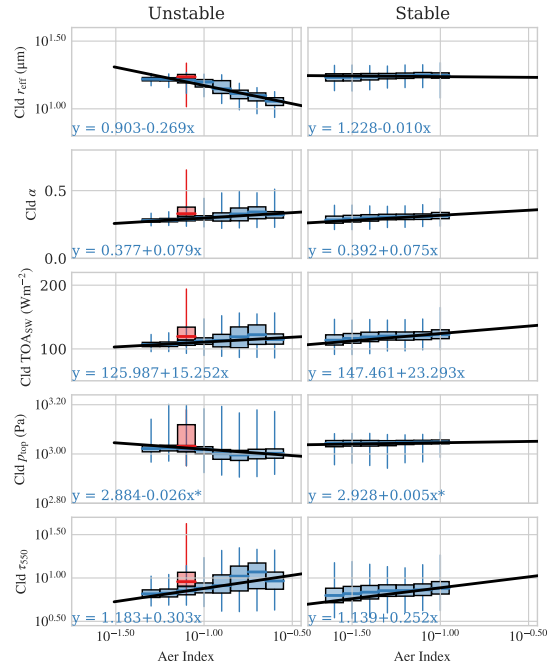 Unstable Stable
10^1.50
10^1.00
Cld r_eff (μm)
y = 0.903-0.269x y = 1.228-0.010x
0.5
0.0
Cld α
y = 0.377+0.079x y = 0.392+0.075x
200
100
Cld TOA_SW (Wm^−2)
y = 125.987+15.252x y = 147.461+23.293x
10^3.20
10^3.00
10^2.80
Cld p_top (Pa)
y = 2.884-0.026x* y = 2.928+0.005x*
10^1.50
10^1.00
10^0.50
Cld τ_550
y = 1.183+0.303x y = 1.139+0.252x
10^−1.50 10^−1.00 10^−0.50 10^−1.50 10^−1.00 10^−0.50
Aer Index Aer Index